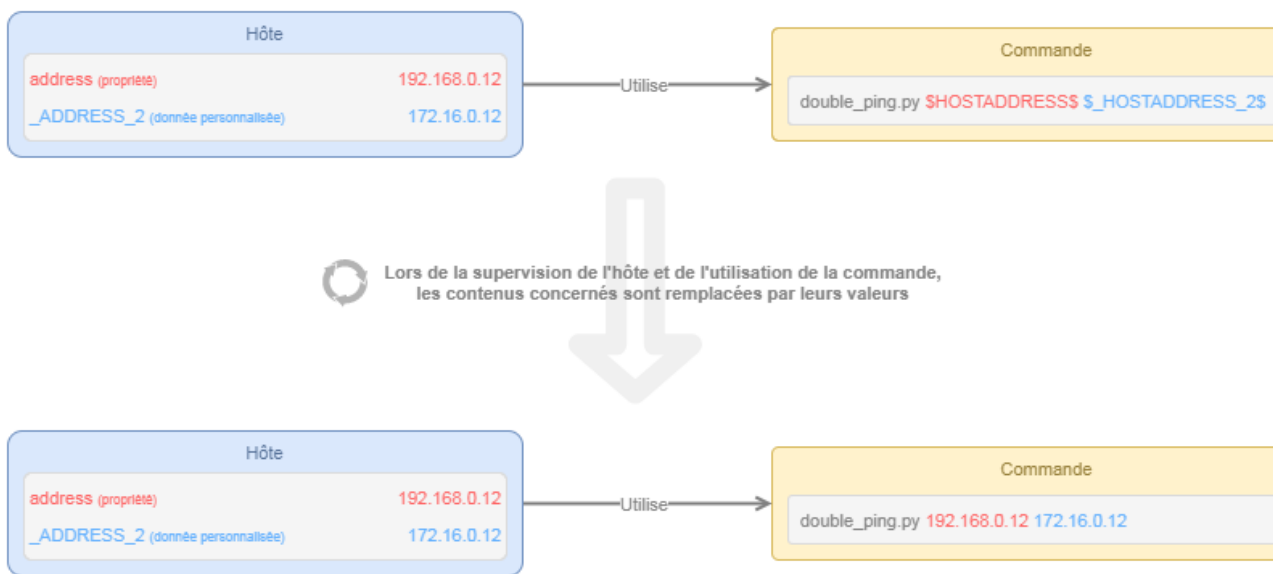 Hôte
address (propriété) 192.168.0.12
_ADDRESS_2 (donnée personnalisée) 172.16.0.12
Utilise
Commande
double_ping.py $HOSTADDRESS$ $_HOSTADDRESS_2$
Lors de la supervision de l'hôte et de l'utilisation de la commande,
les contenus concernés sont remplacées par leurs valeurs
Hôte
address (propriété) 192.168.0.12
_ADDRESS_2 (donnée personnalisée) 172.16.0.12
Utilise
Commande
double_ping.py 192.168.0.12 172.16.0.12